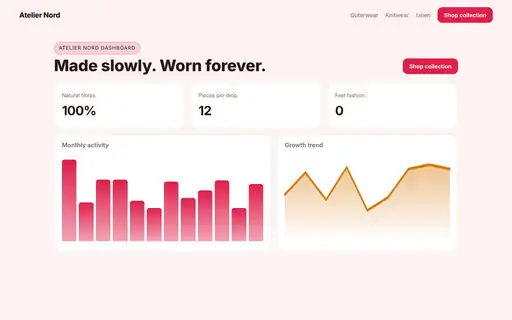 Atelier Nord
Outerwear Knitwear Linen Shop collection
ATELIER NORD DASHBOARD
Made slowly. Worn forever.
Shop collection
Natural fibres
100%
Pieces per drop
12
Fast fashion
0
Monthly activity
Growth trend